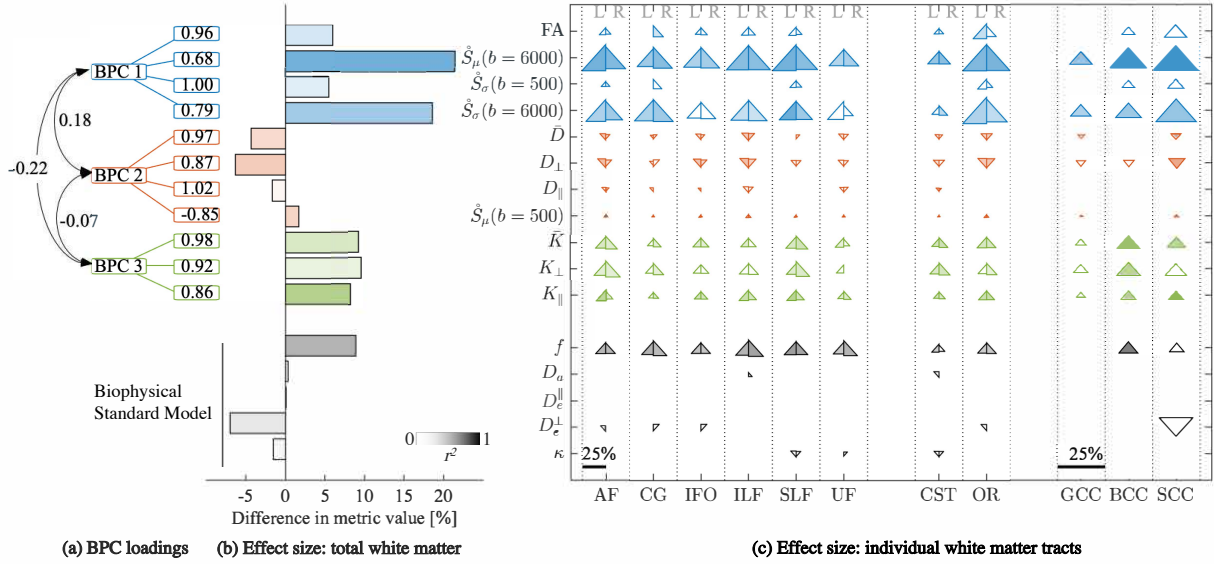 L R L R L R L R L R L R L R L R
0.96
0.68
1.00
0.79
BPC 1
0.18
-0.22
-0.07
0.97
0.87
1.02
-0.85
BPC 2
0.98
0.92
0.86
BPC 3
Biophysical
Standard Model
0 1
r²
-5 0 5 10 15 20
Difference in metric value [%]
FA
S̊μ(b = 6000)
S̊σ(b = 500)
S̊σ(b = 6000)
D̄
D⊥
D∥
S̊μ(b = 500)
K̄
K⊥
K∥
f
Dₐ
Dₑ∥
Dₑ⊥
κ
25% 25%
AF CG IFO ILF SLF UF CST OR GCC BCC SCC
(a) BPC loadings (b) Effect size: total white matter (c) Effect size: individual white matter tracts